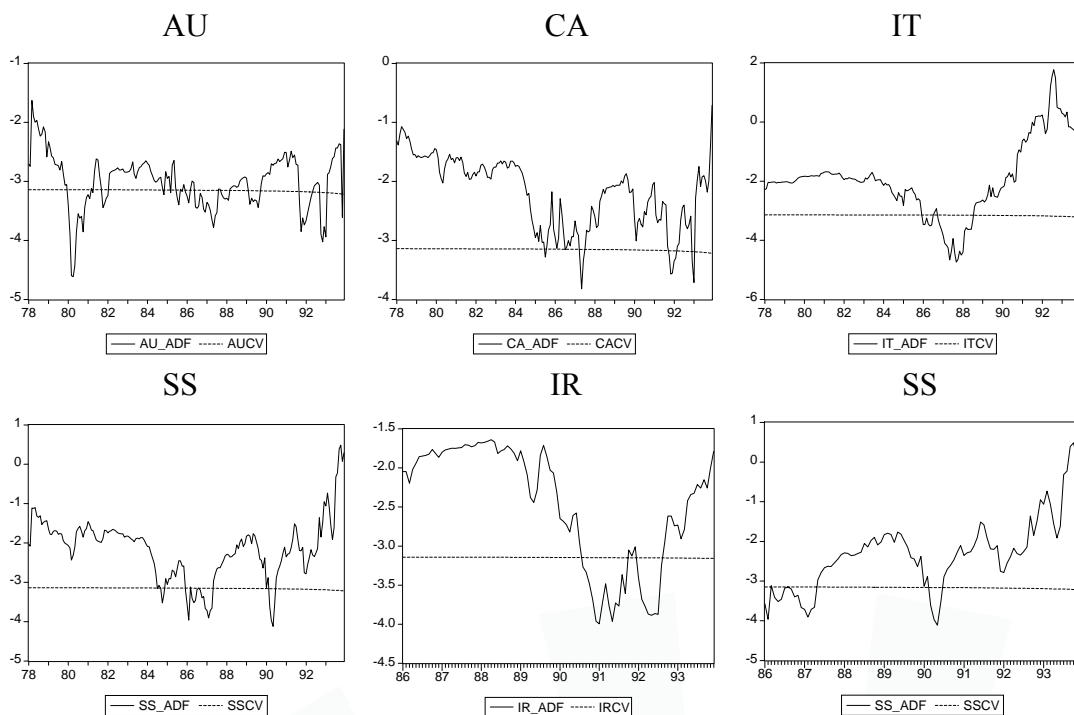 AU
CA
IT
-1
-2
-3
-4
-5
78 80 82 84 86 88 90 92
AU_ADF AUCV
0
-1
-2
-3
-4
78 80 82 84 86 88 90 92
CA_ADF CACV
2
0
-2
-4
-6
78 80 82 84 86 88 90 92
IT_ADF ITCV
SS
IR
SS
1
0
-1
-2
-3
-4
-5
78 80 82 84 86 88 90 92
SS_ADF SSCV
-1.5
-2.0
-2.5
-3.0
-3.5
-4.0
-4.5
86 87 88 89 90 91 92 93
IR_ADF IRCV
1
0
-1
-2
-3
-4
-5
86 87 88 89 90 91 92 93
SS_ADF SSCV